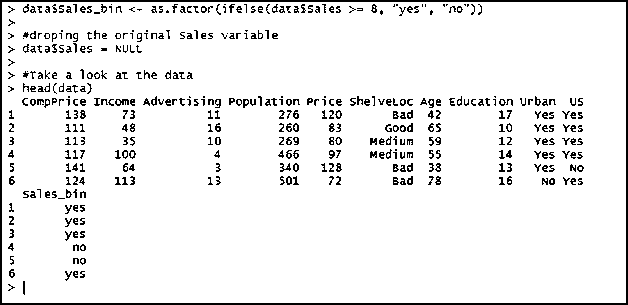 > data$Sales_bin <- as.factor(ifelse(data$Sales >= 8, "yes", "no"))
>
> #droping the original Sales variable
> data$Sales = NULL
>
> #Take a look at the data
> head(data)
CompPrice Income Advertising Population Price ShelveLoc Age Education Urban US
1 138 73 11 276 120 Bad 42 17 Yes Yes
2 111 48 16 260 83 Good 65 10 Yes Yes
3 113 35 10 269 80 Medium 59 12 Yes Yes
4 117 100 4 466 97 Medium 55 14 Yes Yes
5 141 64 3 340 128 Bad 38 13 Yes No
6 124 113 13 501 72 Bad 78 16 No Yes
Sales_bin
1 yes
2 yes
3 yes
4 no
5 no
6 yes
>